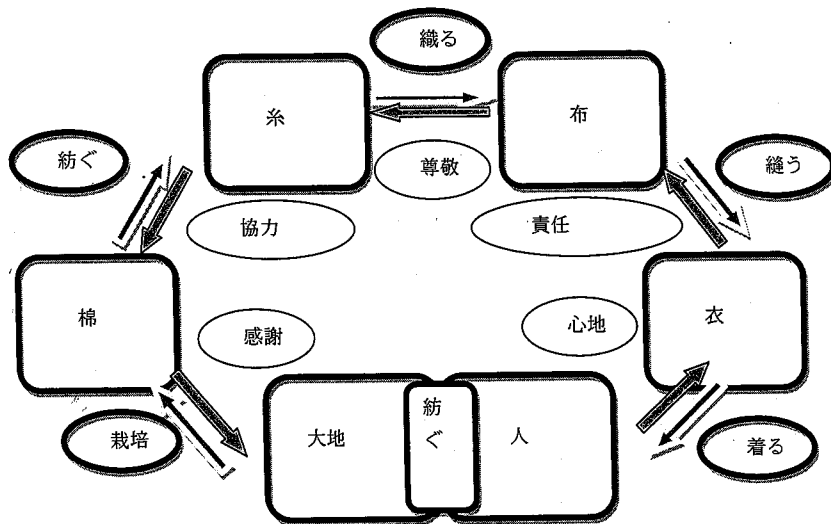 織る
糸
布
紡ぐ
尊敬
縫う
協力
責任
棉
感謝
心地
衣
大地
紡ぐ
人
栽培
着る